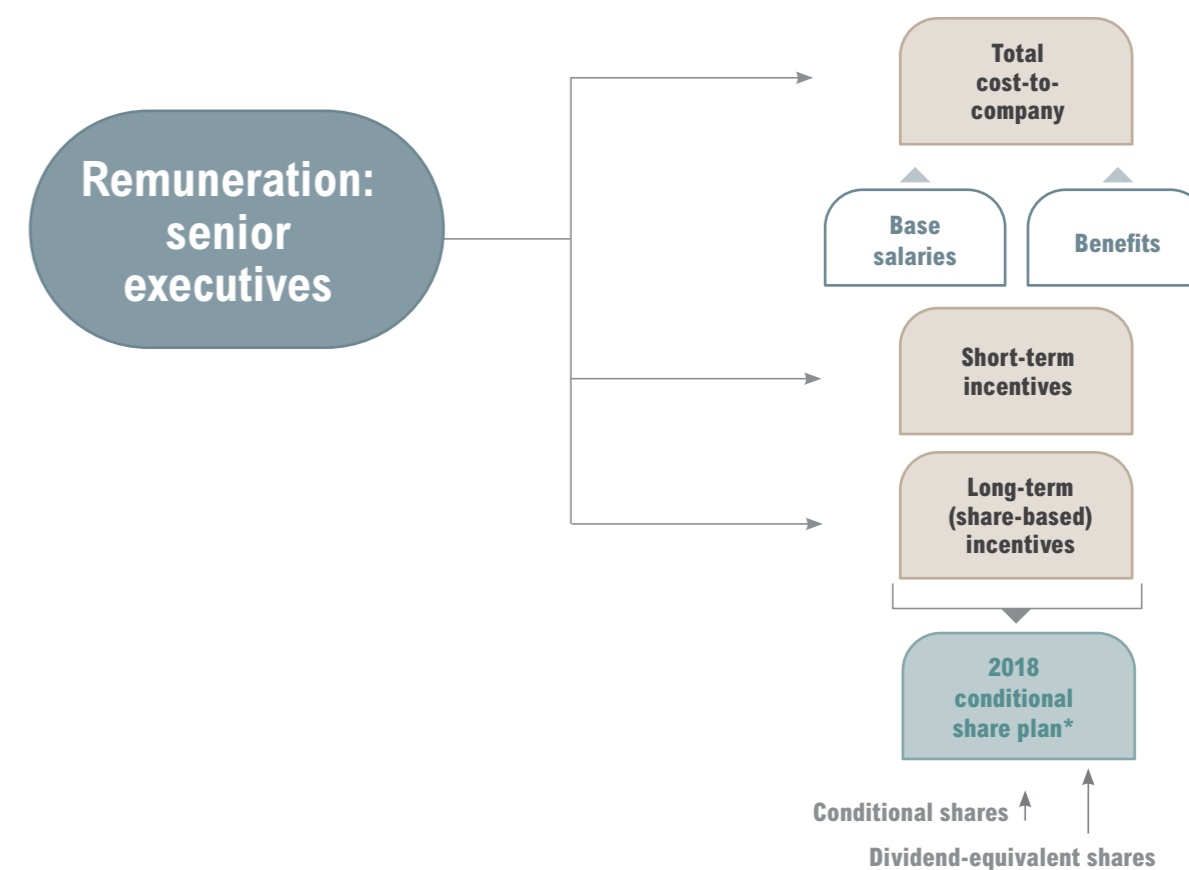 Remuneration:
senior
executives
Total
cost-to-
company
Base
salaries
Benefits
Short-term
incentives
Long-term
(share-based)
incentives
2018
conditional
share plan*
Conditional shares
Dividend-equivalent shares